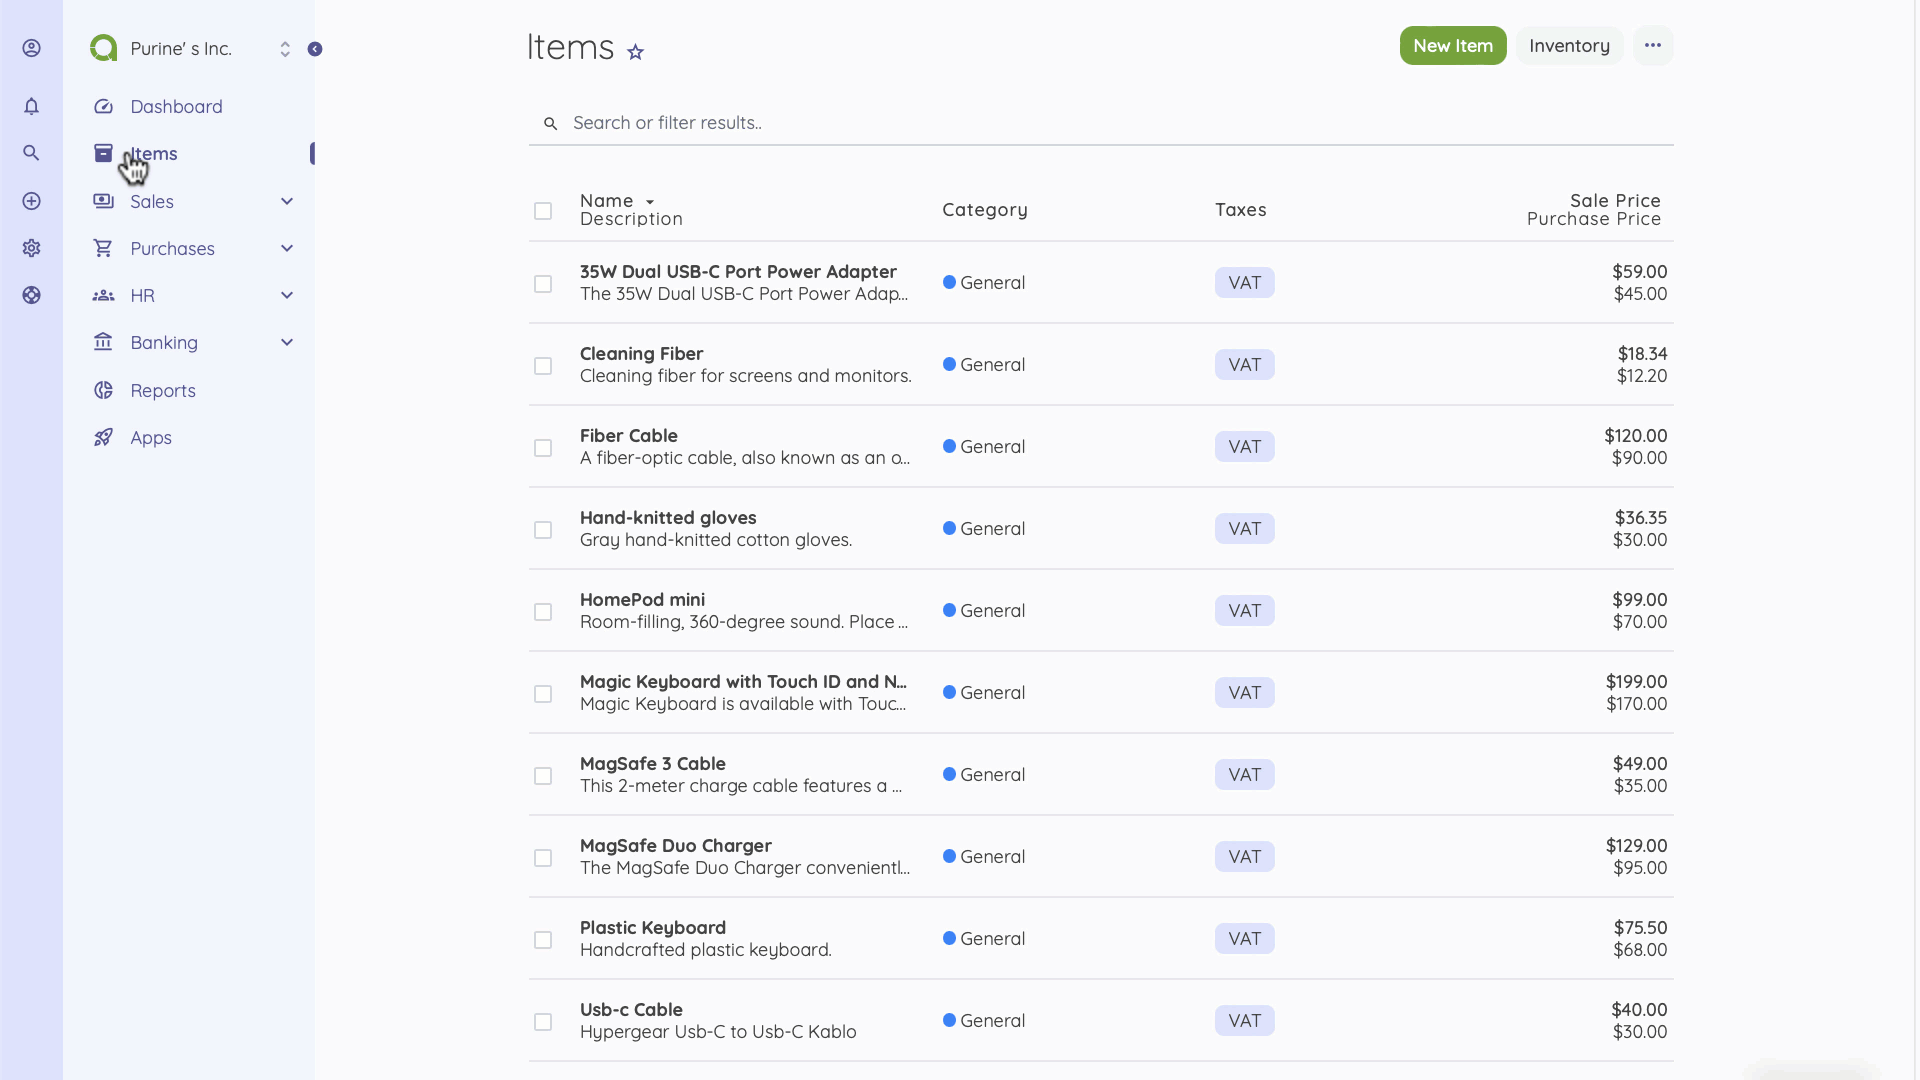 Purine' s Inc.
Dashboard
Items
Sales
Purchases
HR
Banking
Reports
Apps
Items
New Item
Inventory
Search or filter results..
Name
Description
Category
Taxes
Sale Price
Purchase Price
35W Dual USB-C Port Power Adapter
The 35W Dual USB-C Port Power Adap...
General
VAT
$59.00
$45.00
Cleaning Fiber
Cleaning fiber for screens and monitors.
General
VAT
$18.34
$12.20
Fiber Cable
A fiber-optic cable, also known as an o...
General
VAT
$120.00
$90.00
Hand-knitted gloves
Gray hand-knitted cotton gloves.
General
VAT
$36.35
$30.00
HomePod mini
Room-filling, 360-degree sound. Place ...
General
VAT
$99.00
$70.00
Magic Keyboard with Touch ID and N...
Magic Keyboard is available with Touc...
General
VAT
$199.00
$170.00
MagSafe 3 Cable
This 2-meter charge cable features a ...
General
VAT
$49.00
$35.00
MagSafe Duo Charger
The MagSafe Duo Charger convenientl...
General
VAT
$129.00
$95.00
Plastic Keyboard
Handcrafted plastic keyboard.
General
VAT
$75.50
$68.00
Usb-c Cable
Hypergear Usb-C to Usb-C Kablo
General
VAT
$40.00
$30.00